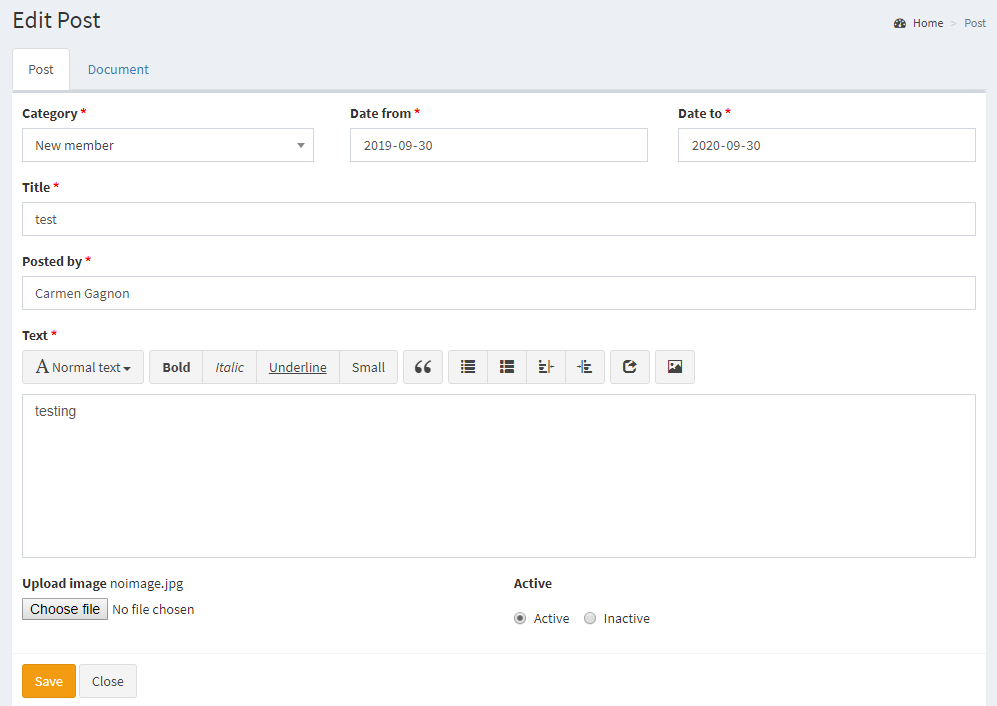 Edit Post
Home > Post
Post Document
Category * Date from * Date to *
New member 2019-09-30 2020-09-30
Title *
test
Posted by *
Carmen Gagnon
Text *
A Normal text Bold Italic Underline Small
testing
Upload image noimage.jpg Active
Choose file No file chosen
Active Inactive
Save Close